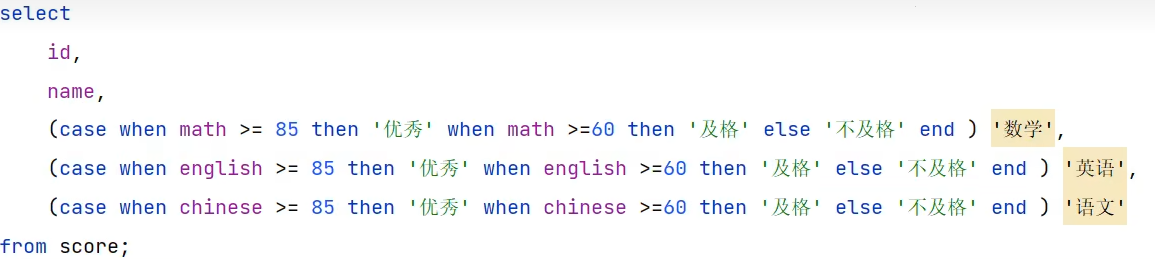 select
id,
name,
(case when math >= 85 then '优秀' when math >=60 then '及格' else '不及格' end ) '数学',
(case when english >= 85 then '优秀' when english >=60 then '及格' else '不及格' end ) '英语',
(case when chinese >= 85 then '优秀' when chinese >=60 then '及格' else '不及格' end ) '语文'
from score;